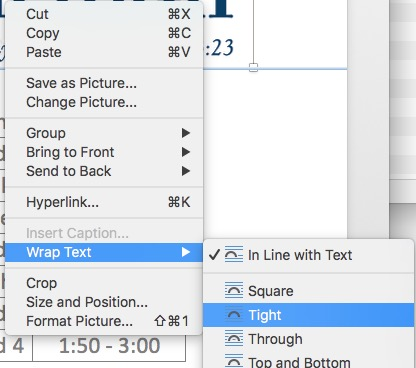 Cut ⌘X
Copy ⌘C
Paste ⌘V
:23
Save as Picture...
Change Picture...
Group
Bring to Front
Send to Back
Hyperlink... ⌘K
Insert Caption...
Wrap Text
✓ In Line with Text
Crop
Square
Size and Position...
Tight
Format Picture... ⇧⌘1
Through
d 4 1:50 - 3:00
Top and Bottom